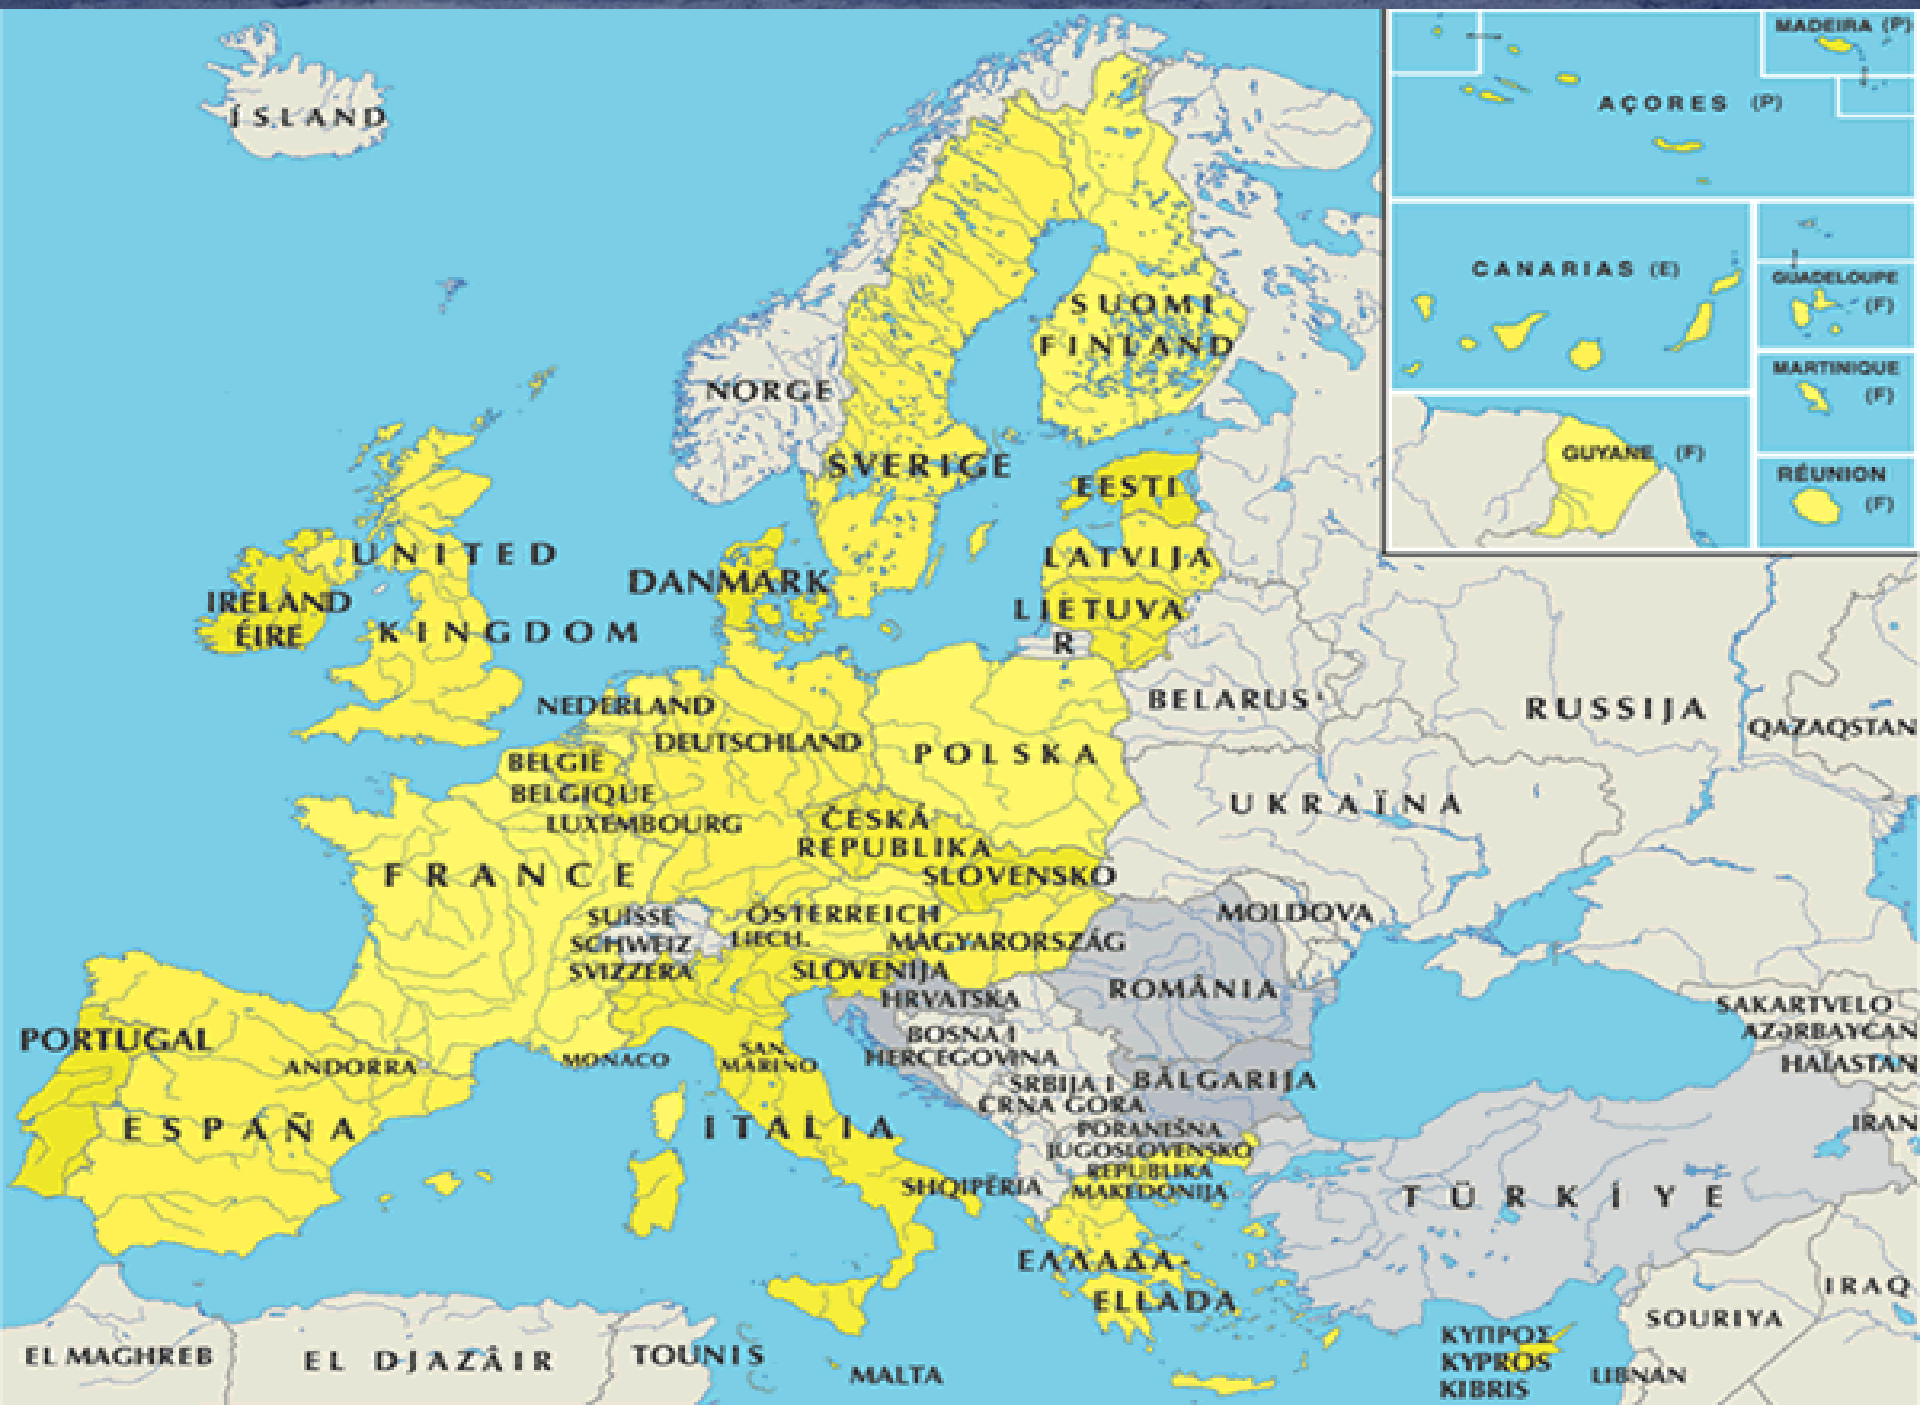 ÍSLAND
MADEIRA (P)
AÇORES (P)
CANARIAS (E)
GUADELOUPE
(F)
MARTINIQUE
(F)
GUYANE (F)
RÉUNION
(F)
SUOMI
FINLAND
NORGE
SVERIGE
EESTI
UNITED
KINGDOM
LATVIJA
DANMARK
IRELAND
ÉIRE
LIETUVA
R
BELARUS
RUSSIJA
QAZAQSTAN
NEDERLAND
DEUTSCHLAND
BELGIË
BELGIQUE
LUXEMBOURG
POLSKA
UKRAÏNA
ČESKÁ
REPUBLIKA
SLOVENSKO
FRANCE
SUISSE
SCHWEIZ
SVIZZERA
ÖSTERREICH
LIECH.
MAGYARORSZÁG
MOLDOVA
SLOVENIJA
HRVATSKA
ROMÂNIA
SAKARTVELO
AZƏRBAYCAN
HAÏASTAN
IRAN
PORTUGAL
ANDORRA
MONACO
SAN
MARINO
BOSNA I
HERCEGOVINA
SRBIJA I
CRNA GORA
BĂLGARIJA
ESPAÑA
ITALIA
PORANEŠNA
JUGOSLOVENSKO
REPUBLIKA
MAKEDONIJA
SHQIPËRIA
TÜRKİYE
ΕΛΛΑΔΑ
ELLADA
IRAQ
SOURIYA
EL MAGHREB
EL DJAZÂIR
TOUNIS
MALTA
ΚΥΠΡΟΣ
KYPROS
KIBRIS
LIBNAN